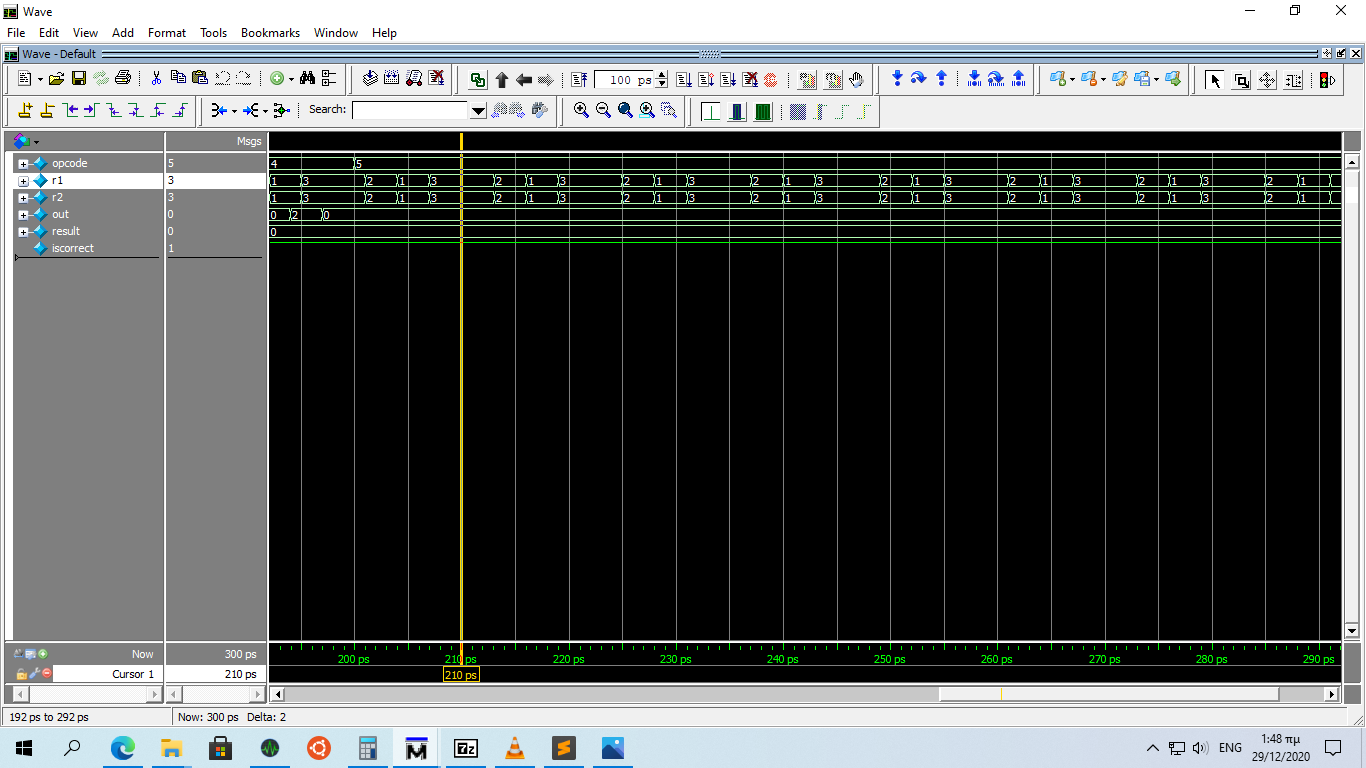 Wave
File Edit View Add Format Tools Bookmarks Window Help
Wave - Default
100 ps
Search:
Msgs
opcode 5 4 5
r1 3 1 3 2 1 3 2 1 3 2 1 3 2 1 3 2 1 3 2 1 3 2 1 3 2 1
r2 3 1 3 2 1 3 2 1 3 2 1 3 2 1 3 2 1 3 2 1 3 2 1 3 2 1
out 0 0 2 0
result 0 0
iscorrect 1
Now 300 ps 200 ps 210 ps 220 ps 230 ps 240 ps 250 ps 260 ps 270 ps 280 ps 290 ps
Cursor 1 210 ps 210 ps
192 ps to 292 ps Now: 300 ps Delta: 2
7z ΕΝG 1:48 πμ
29/12/2020